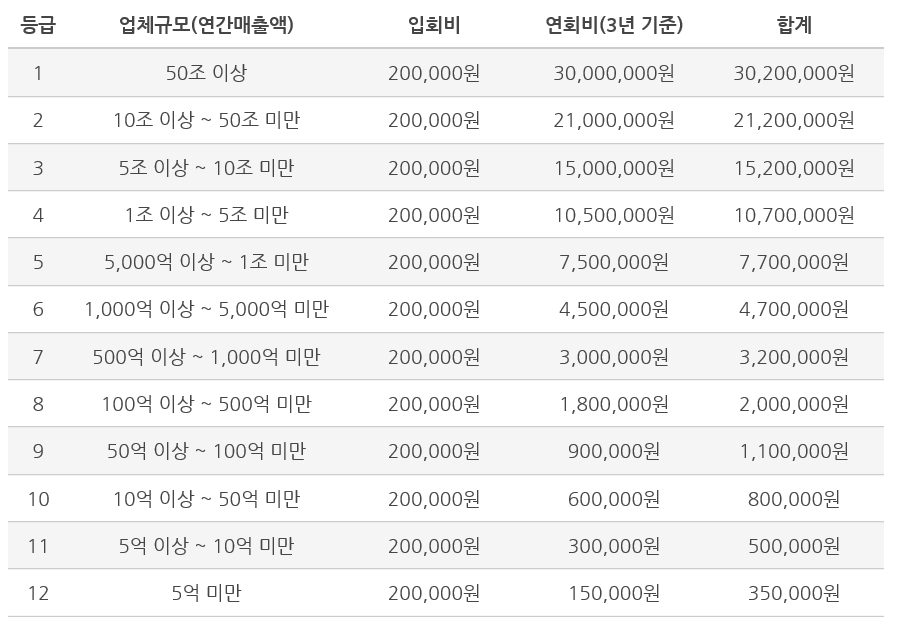 등급 업체규모(연간매출액) 입회비 연회비(3년 기준) 합계
1 50조 이상 200,000원 30,000,000원 30,200,000원
2 10조 이상 ~ 50조 미만 200,000원 21,000,000원 21,200,000원
3 5조 이상 ~ 10조 미만 200,000원 15,000,000원 15,200,000원
4 1조 이상 ~ 5조 미만 200,000원 10,500,000원 10,700,000원
5 5,000억 이상 ~ 1조 미만 200,000원 7,500,000원 7,700,000원
6 1,000억 이상 ~ 5,000억 미만 200,000원 4,500,000원 4,700,000원
7 500억 이상 ~ 1,000억 미만 200,000원 3,000,000원 3,200,000원
8 100억 이상 ~ 500억 미만 200,000원 1,800,000원 2,000,000원
9 50억 이상 ~ 100억 미만 200,000원 900,000원 1,100,000원
10 10억 이상 ~ 50억 미만 200,000원 600,000원 800,000원
11 5억 이상 ~ 10억 미만 200,000원 300,000원 500,000원
12 5억 미만 200,000원 150,000원 350,000원